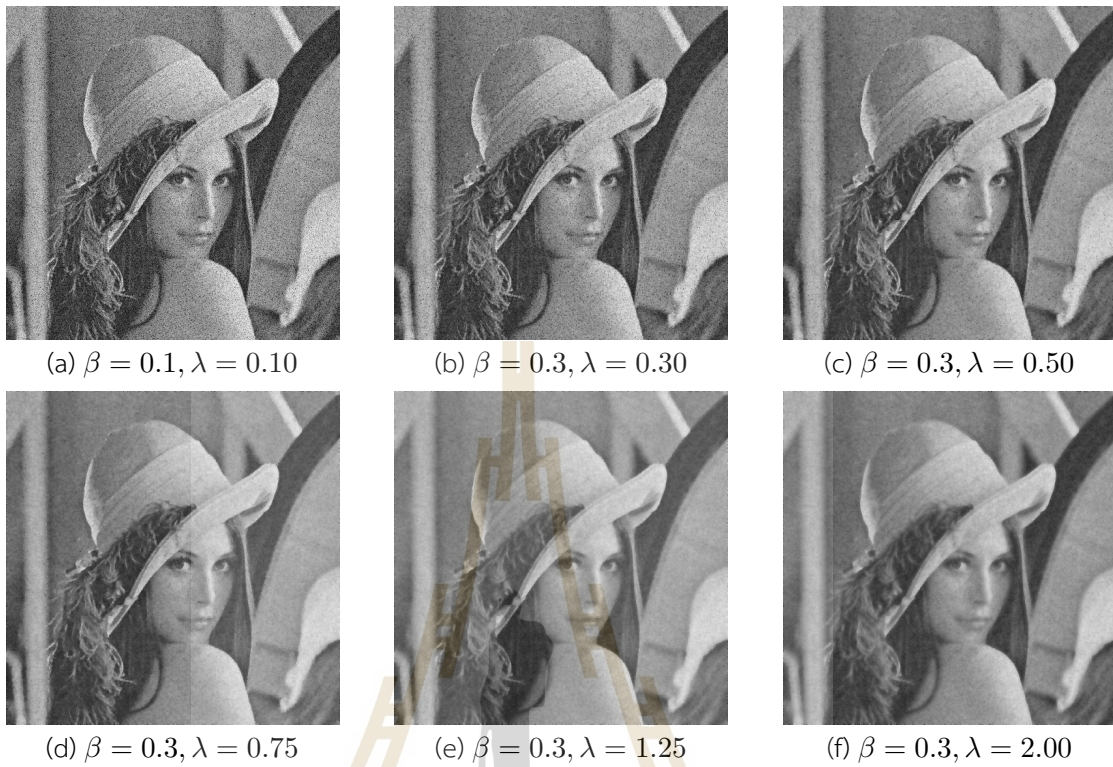 (a) β = 0.1, λ = 0.10
(b) β = 0.3, λ = 0.30
(c) β = 0.3, λ = 0.50
(d) β = 0.3, λ = 0.75
(e) β = 0.3, λ = 1.25
(f) β = 0.3, λ = 2.00